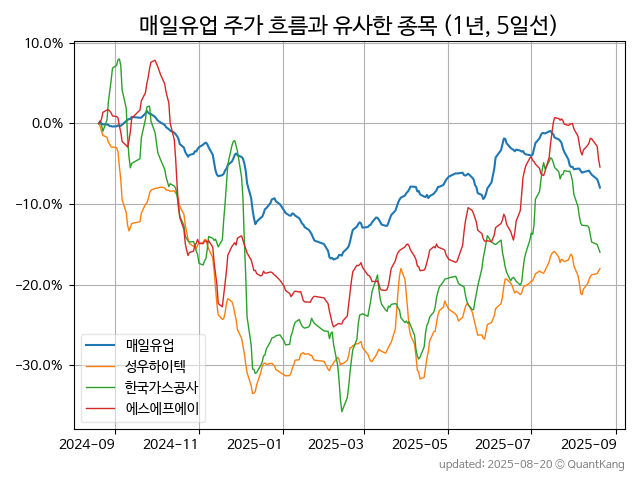 매일유업 주가 흐름과 유사한 종목 (1년, 5일선)
10.0%
0.0%
−10.0%
−20.0%
−30.0%
매일유업
성우하이텍
한국가스공사
에스에프에이
2024-09 2024-11 2025-01 2025-03 2025-05 2025-07 2025-09
updated: 2025-08-20 © QuantKang